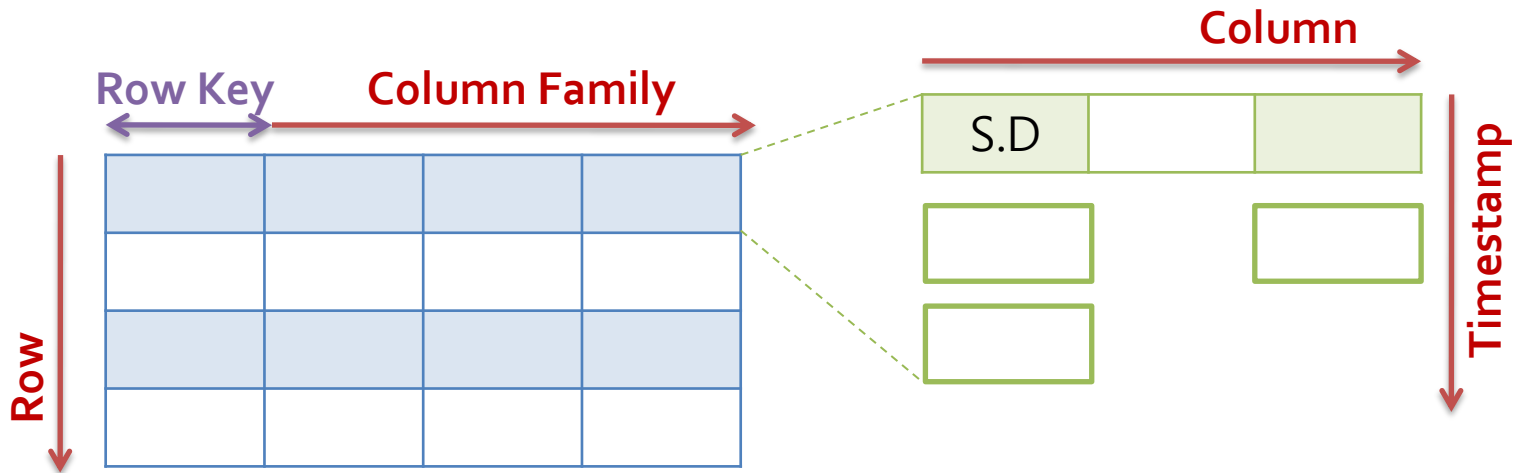 Column
Row Key
Column Family
S.D
Timestamp
Row